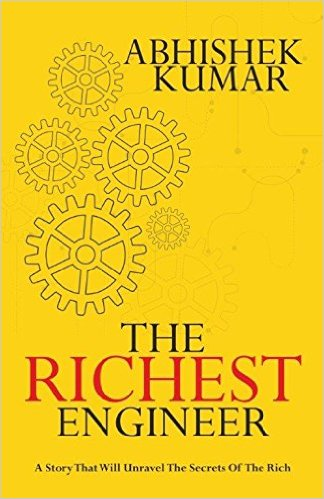 ABHISHEK
KUMAR
THE
RICHEST
ENGINEER
A Story That Will Unravel The Secrets Of The Rich